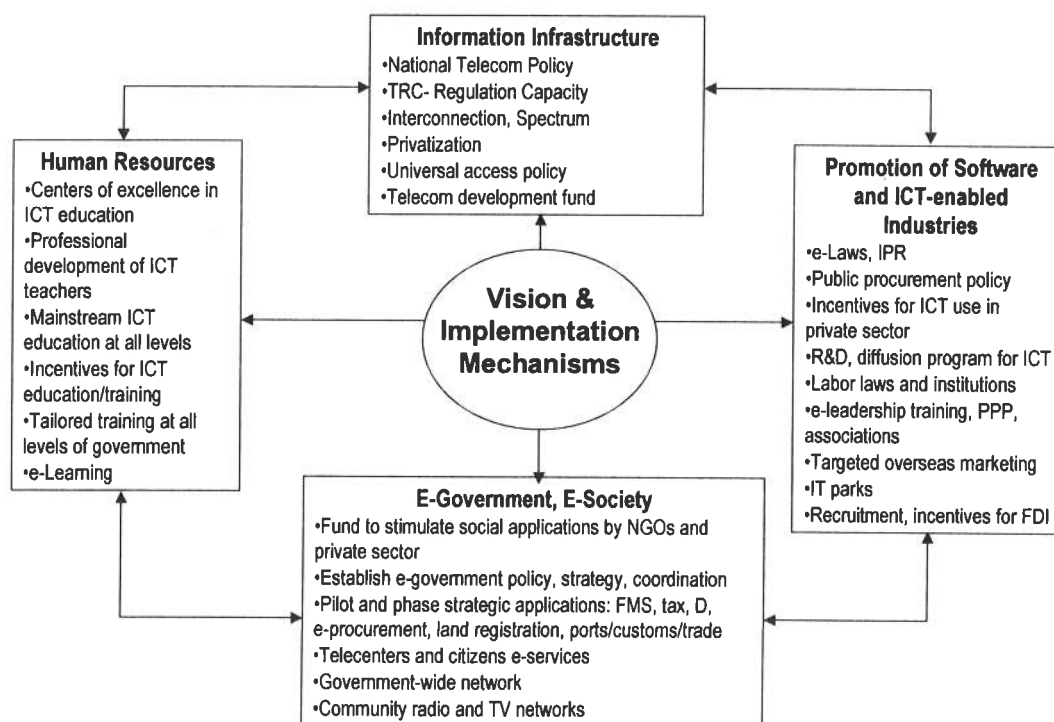 Information Infrastructure
•National Telecom Policy
•TRC- Regulation Capacity
•Interconnection, Spectrum
•Privatization
•Universal access policy
•Telecom development fund
Human Resources
•Centers of excellence in
ICT education
•Professional
development of ICT
teachers
•Mainstream ICT
education at all levels
•Incentives for ICT
education/training
•Tailored training at all
levels of government
•e-Learning
Vision &
Implementation
Mechanisms
Promotion of Software
and ICT-enabled
Industries
•e-Laws, IPR
•Public procurement policy
•Incentives for ICT use in
private sector
•R&D, diffusion program for ICT
•Labor laws and institutions
•e-leadership training, PPP,
associations
•Targeted overseas marketing
•IT parks
•Recruitment, incentives for FDI
E-Government, E-Society
•Fund to stimulate social applications by NGOs and
private sector
•Establish e-government policy, strategy, coordination
•Pilot and phase strategic applications: FMS, tax, D,
e-procurement, land registration, ports/customs/trade
•Telecenters and citizens e-services
•Government-wide network
•Community radio and TV networks